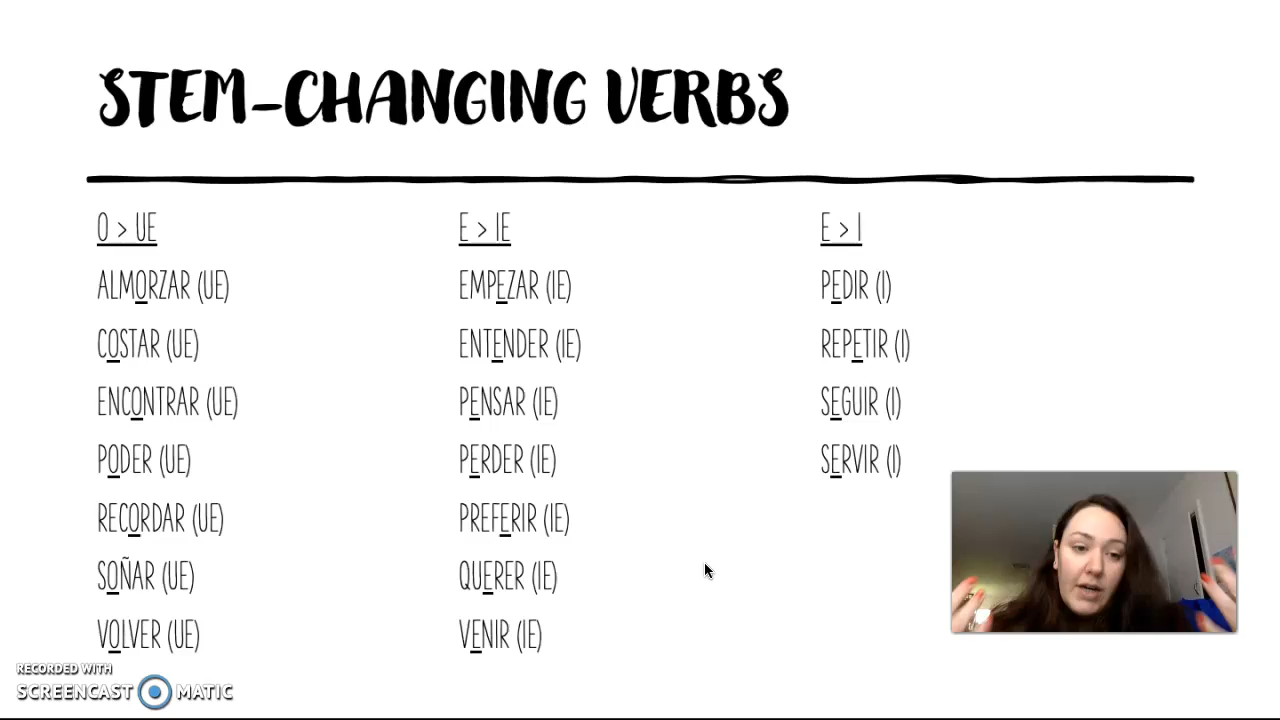 STEM-CHANGING VERBS
O > UE
ALMORZAR (UE)
COSTAR (UE)
ENCONTRAR (UE)
PODER (UE)
RECORDAR (UE)
SOÑAR (UE)
VOLVER (UE)
E > IE
EMPEZAR (IE)
ENTENDER (IE)
PENSAR (IE)
PERDER (IE)
PREFERIR (IE)
QUERER (IE)
VENIR (IE)
E > I
PEDIR (I)
REPETIR (I)
SEGUIR (I)
SERVIR (I)
RECORDED WITH
SCREENCAST MATIC